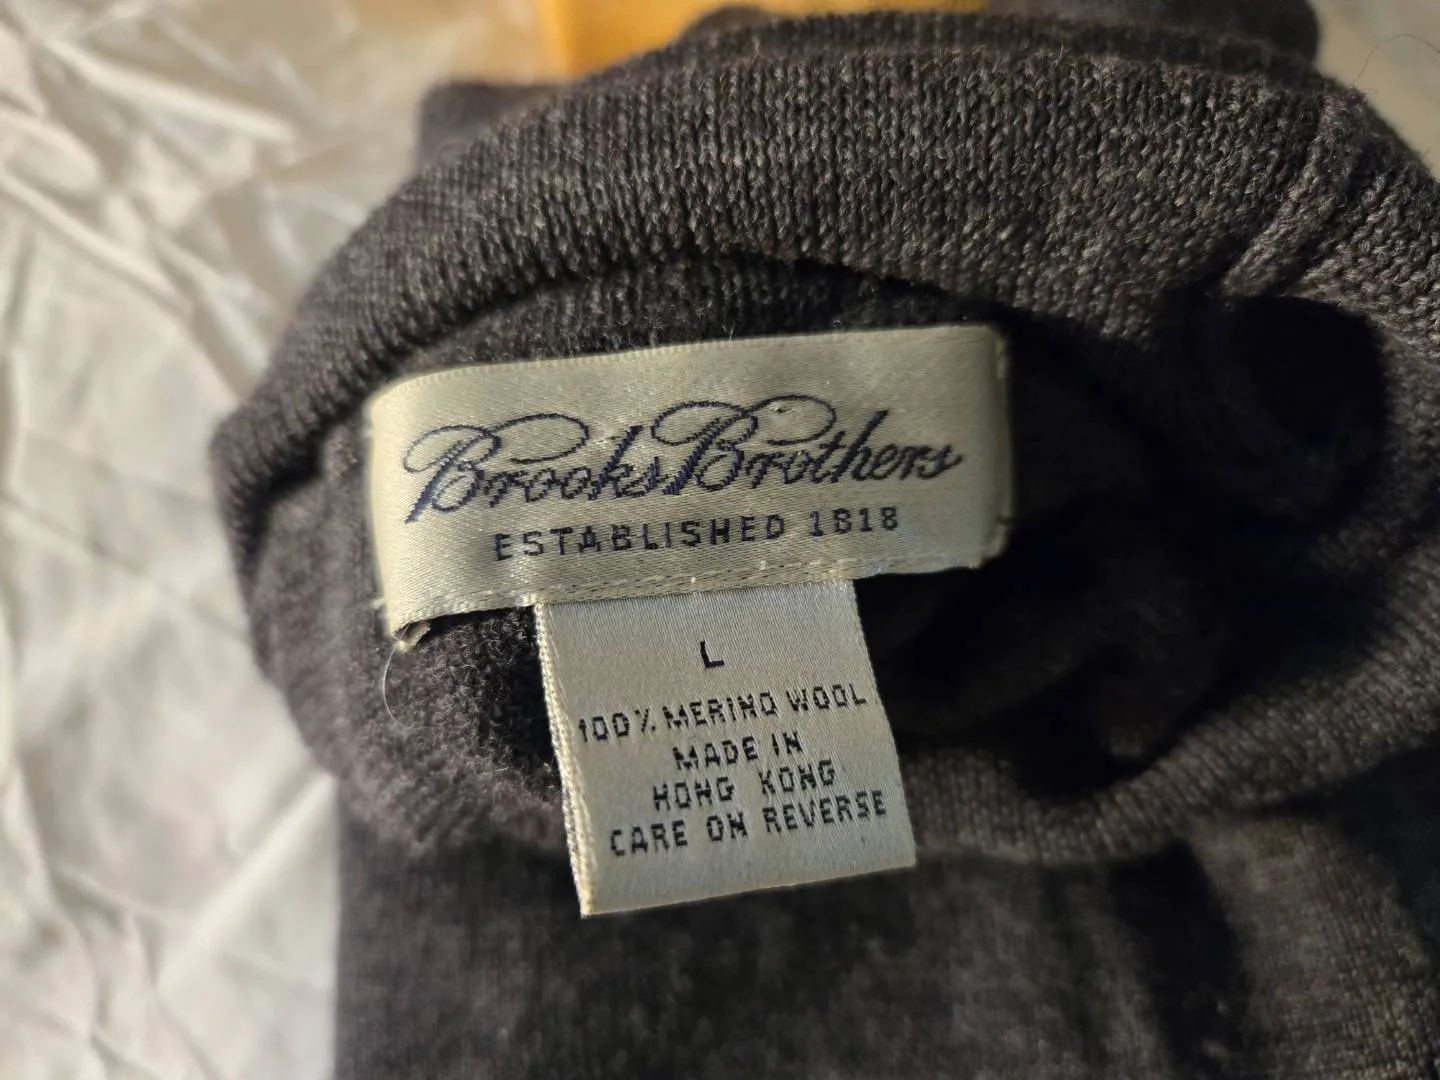 Brooks Brothers
ESTABLISHED 1818
L
100% MERINO WOOL
MADE IN
HONG KONG
CARE ON REVERSE